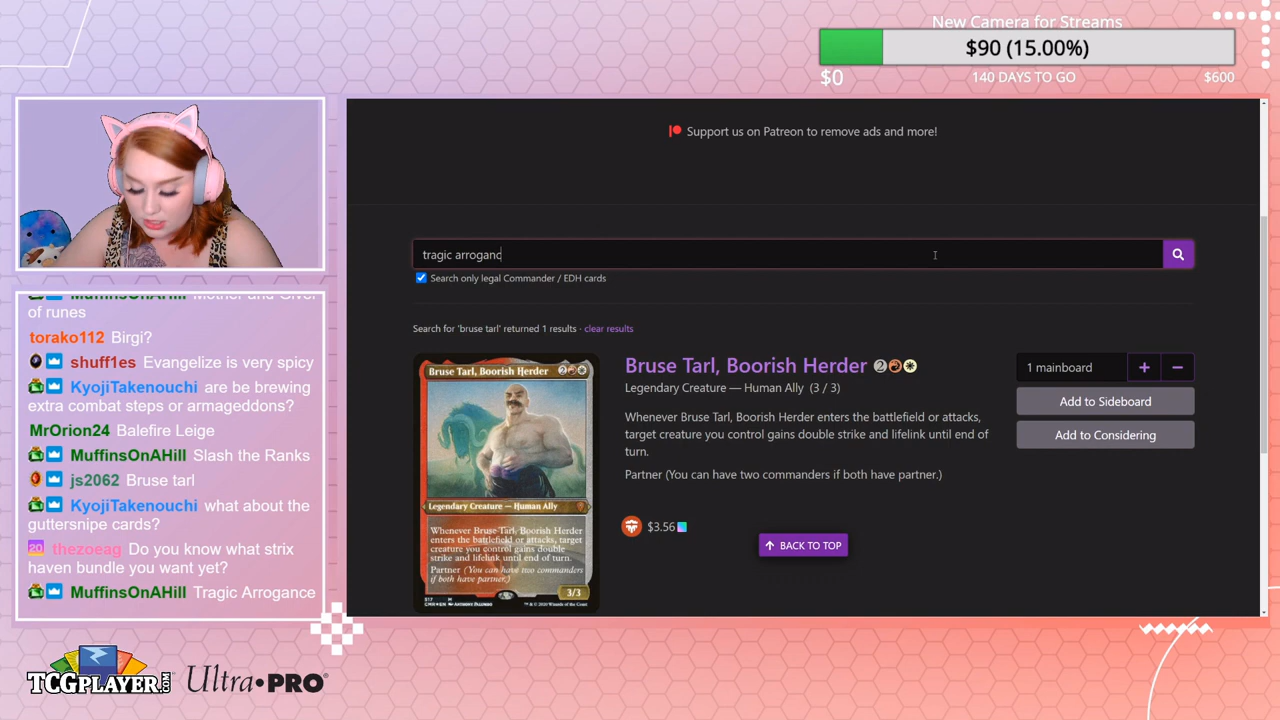 New Camera for Streams
$90 (15.00%)
$0
140 DAYS TO GO
$600
Support us on Patreon to remove ads and more!
tragic arroganc
Search only legal Commander / EDH cards
Search for 'bruse tarl' returned 1 results · clear results
Bruse Tarl, Boorish Herder
Legendary Creature — Human Ally
Whenever Bruse Tarl, Boorish Herder
enters the battlefield or attacks,
target creature you control gains double
strike and lifelink until end of turn.
Partner (You can have two commanders
if both have partner.)
3/3
Bruse Tarl, Boorish Herder 2
Legendary Creature — Human Ally (3 / 3)
Whenever Bruse Tarl, Boorish Herder enters the battlefield or attacks,
target creature you control gains double strike and lifelink until end of
turn.
Partner (You can have two commanders if both have partner.)
$3.56
BACK TO TOP
1 mainboard + −
Add to Sideboard
Add to Considering
MuffinsOnAHill Mother and Giver
of runes
torako112 Birgi?
shuff1es Evangelize is very spicy
KyojiTakenouchi are be brewing
extra combat steps or armageddons?
MrOrion24 Balefire Leige
MuffinsOnAHill Slash the Ranks
js2062 Bruse tarl
KyojiTakenouchi what about the
guttersnipe cards?
20 thezoeag Do you know what strix
haven bundle you want yet?
MuffinsOnAHill Tragic Arrogance
TCGPLAYER.COM
Ultra•PRO